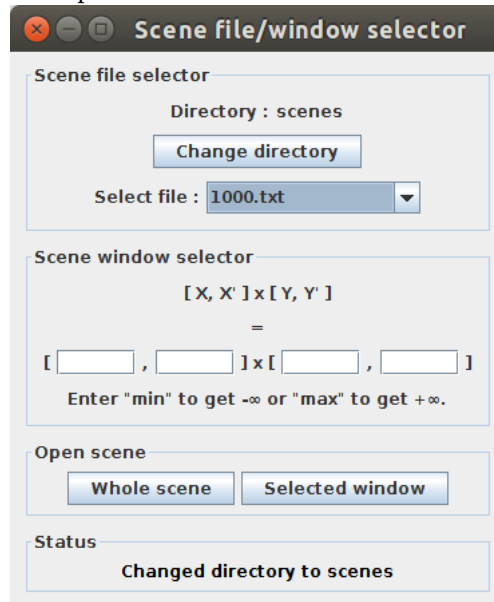 Scene file/window selector
Scene file selector
Directory : scenes
Change directory
Select file : 1000.txt
Scene window selector
[ X, X' ] x [ Y, Y' ]
=
[ , ] x [ , ]
Enter "min" to get -∞ or "max" to get +∞.
Open scene
Whole scene Selected window
Status
Changed directory to scenes